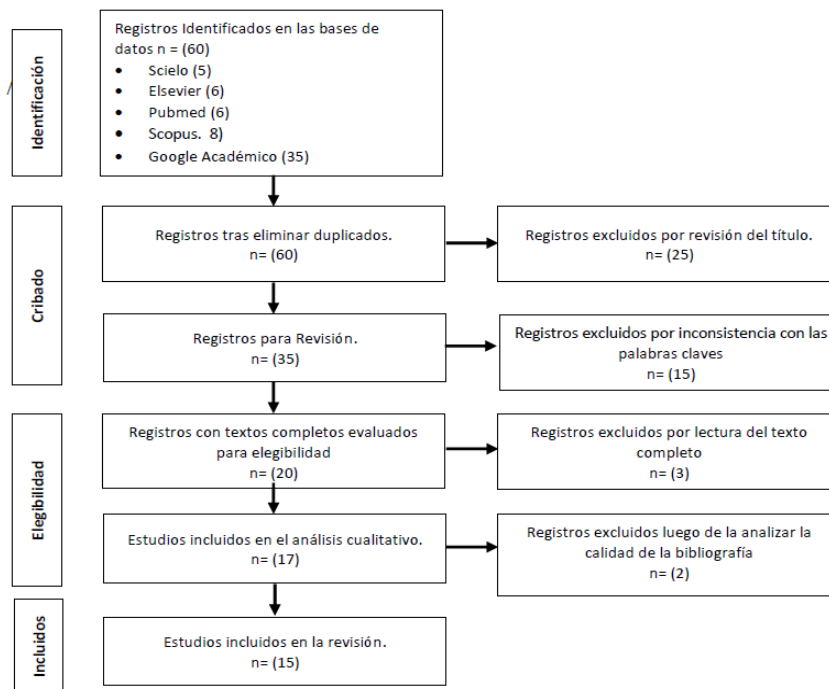 Identificación
Registros Identificados en las bases de
datos n = (60)
• Scielo (5)
• Elsevier (6)
• Pubmed (6)
• Scopus. 8)
• Google Académico (35)
Cribado
Registros tras eliminar duplicados.
n= (60)
Registros excluidos por revisión del título.
n= (25)
Registros para Revisión.
n= (35)
Registros excluidos por inconsistencia con las
palabras claves
n= (15)
Elegibilidad
Registros con textos completos evaluados
para elegibilidad
n= (20)
Registros excluidos por lectura del texto
completo
n= (3)
Estudios incluidos en el análisis cualitativo.
n= (17)
Registros excluidos luego de la analizar la
calidad de la bibliografía
n= (2)
Incluidos
Estudios incluidos en la revisión.
n= (15)